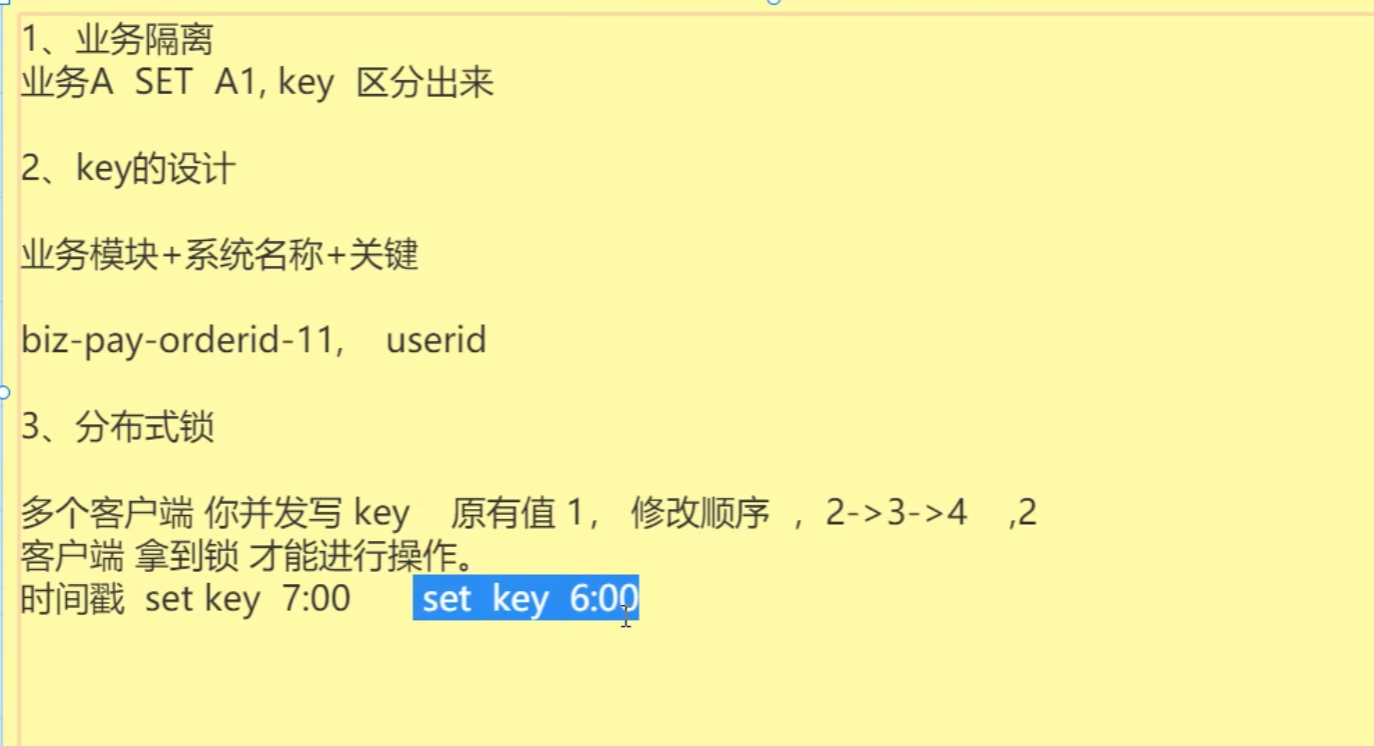 1、业务隔离
业务A SET A1, key 区分出来
2、key的设计
业务模块+系统名称+关键
biz-pay-orderid-11, userid
3、分布式锁
多个客户端 你并发写 key 原有值 1， 修改顺序 ，2->3->4 ,2
客户端 拿到锁 才能进行操作。
时间戳 set key 7:00 set key 6:00